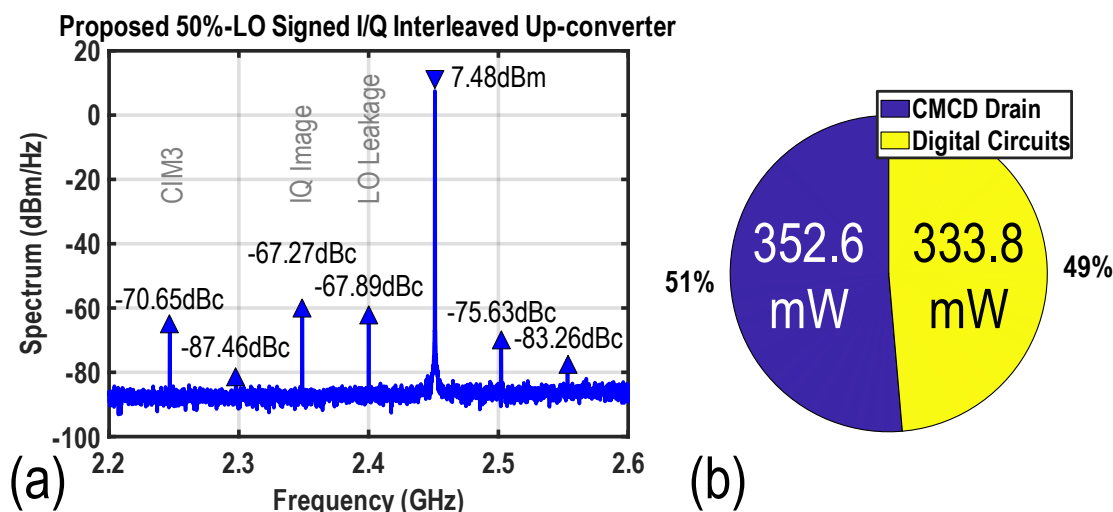 Proposed 50%-LO Signed I/Q Interleaved Up-converter
Spectrum (dBm/Hz)
20
0
-20
-40
-60
-80
-100
CIM3
IQ Image
LO Leakage
7.48dBm
-70.65dBc
-87.46dBc
-67.27dBc
-67.89dBc
-75.63dBc
-83.26dBc
2.2
2.3
2.4
2.5
2.6
Frequency (GHz)
(a)
CMCD Drain
Digital Circuits
51%
352.6
mW
333.8
mW
49%
(b)